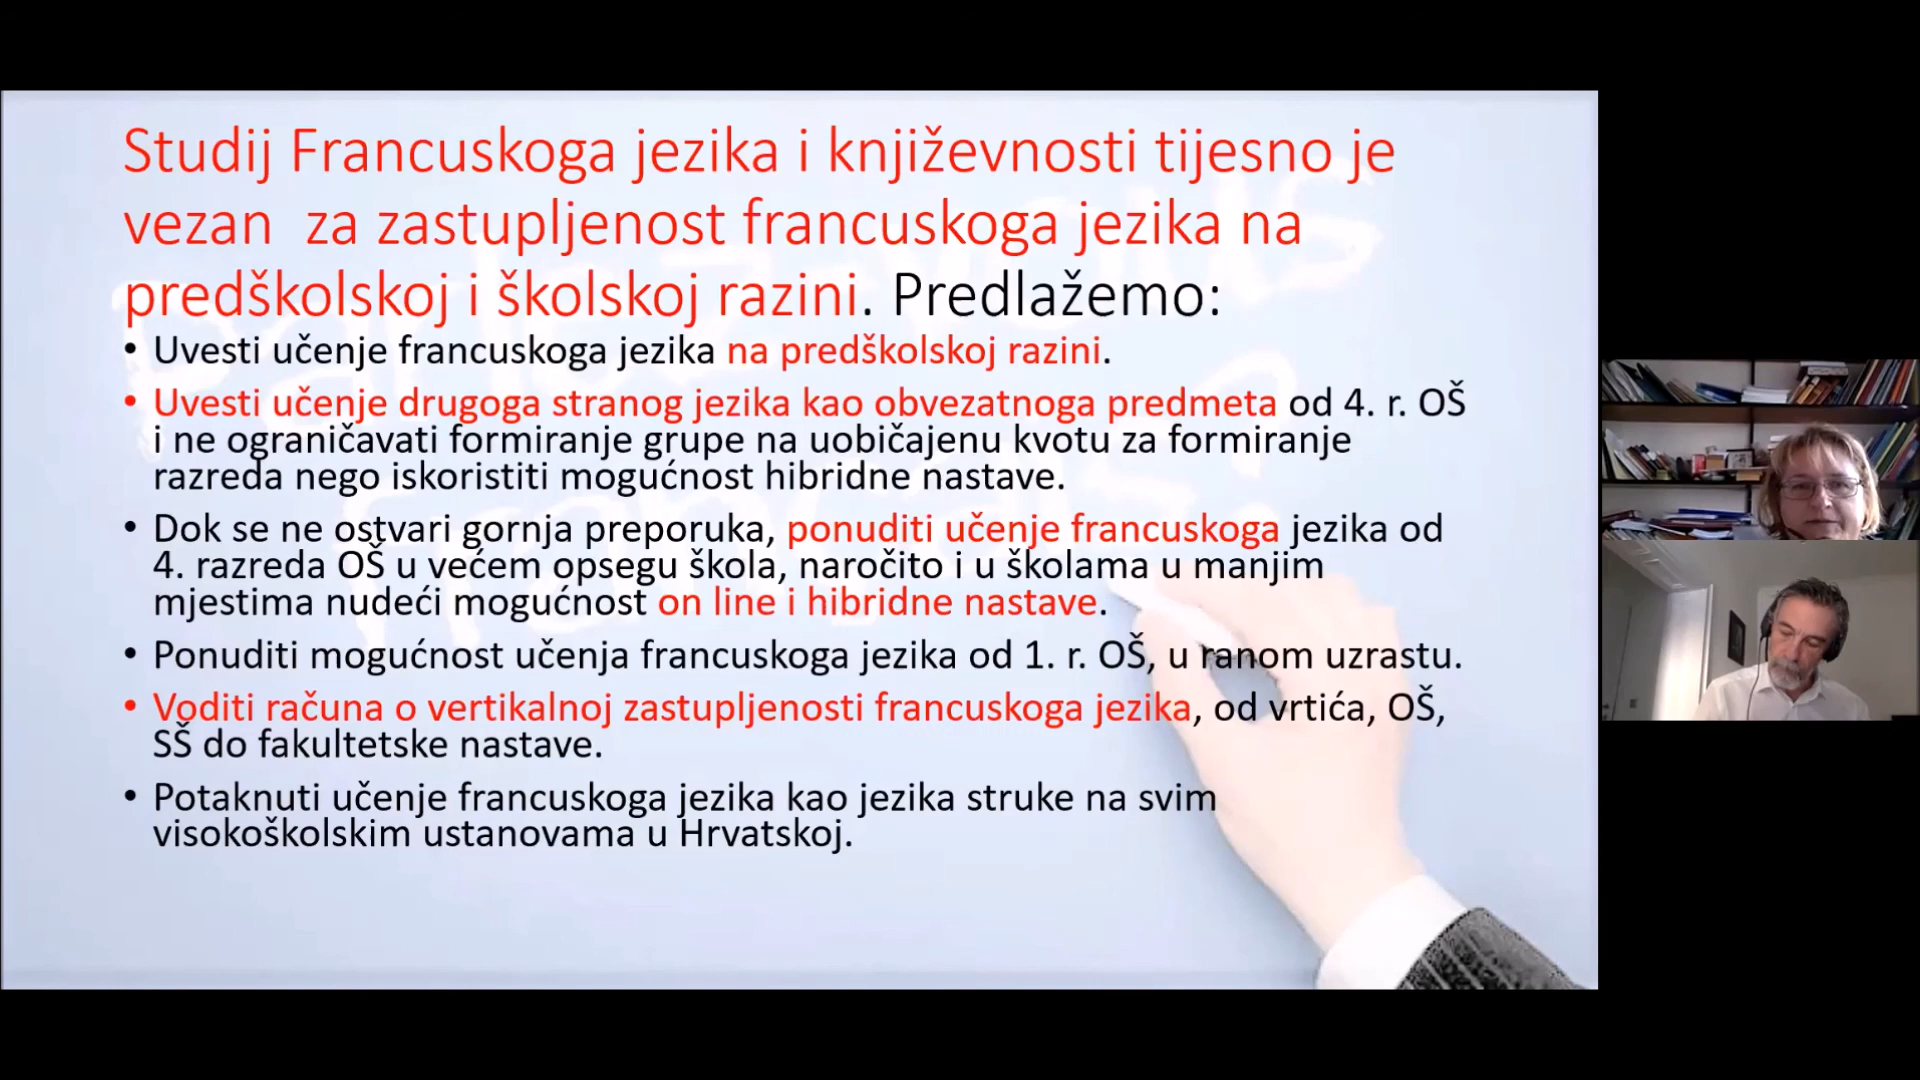 Studij Francuskoga jezika i književnosti tijesno je
vezan za zastupljenost francuskoga jezika na
predškolskoj i školskoj razini. Predlažemo:
• Uvesti učenje francuskoga jezika na predškolskoj razini.
• Uvesti učenje drugoga stranog jezika kao obvezatnoga predmeta od 4. r. OŠ
i ne ograničavati formiranje grupe na uobičajenu kvotu za formiranje
razreda nego iskoristiti mogućnost hibridne nastave.
• Dok se ne ostvari gornja preporuka, ponuditi učenje francuskoga jezika od
4. razreda OŠ u većem opsegu škola, naročito i u školama u manjim
mjestima nudeći mogućnost on line i hibridne nastave.
• Ponuditi mogućnost učenja francuskoga jezika od 1. r. OŠ, u ranom uzrastu.
• Voditi računa o vertikalnoj zastupljenosti francuskoga jezika, od vrtića, OŠ,
SŠ do fakultetske nastave.
• Potaknuti učenje francuskoga jezika kao jezika struke na svim
visokoškolskim ustanovama u Hrvatskoj.